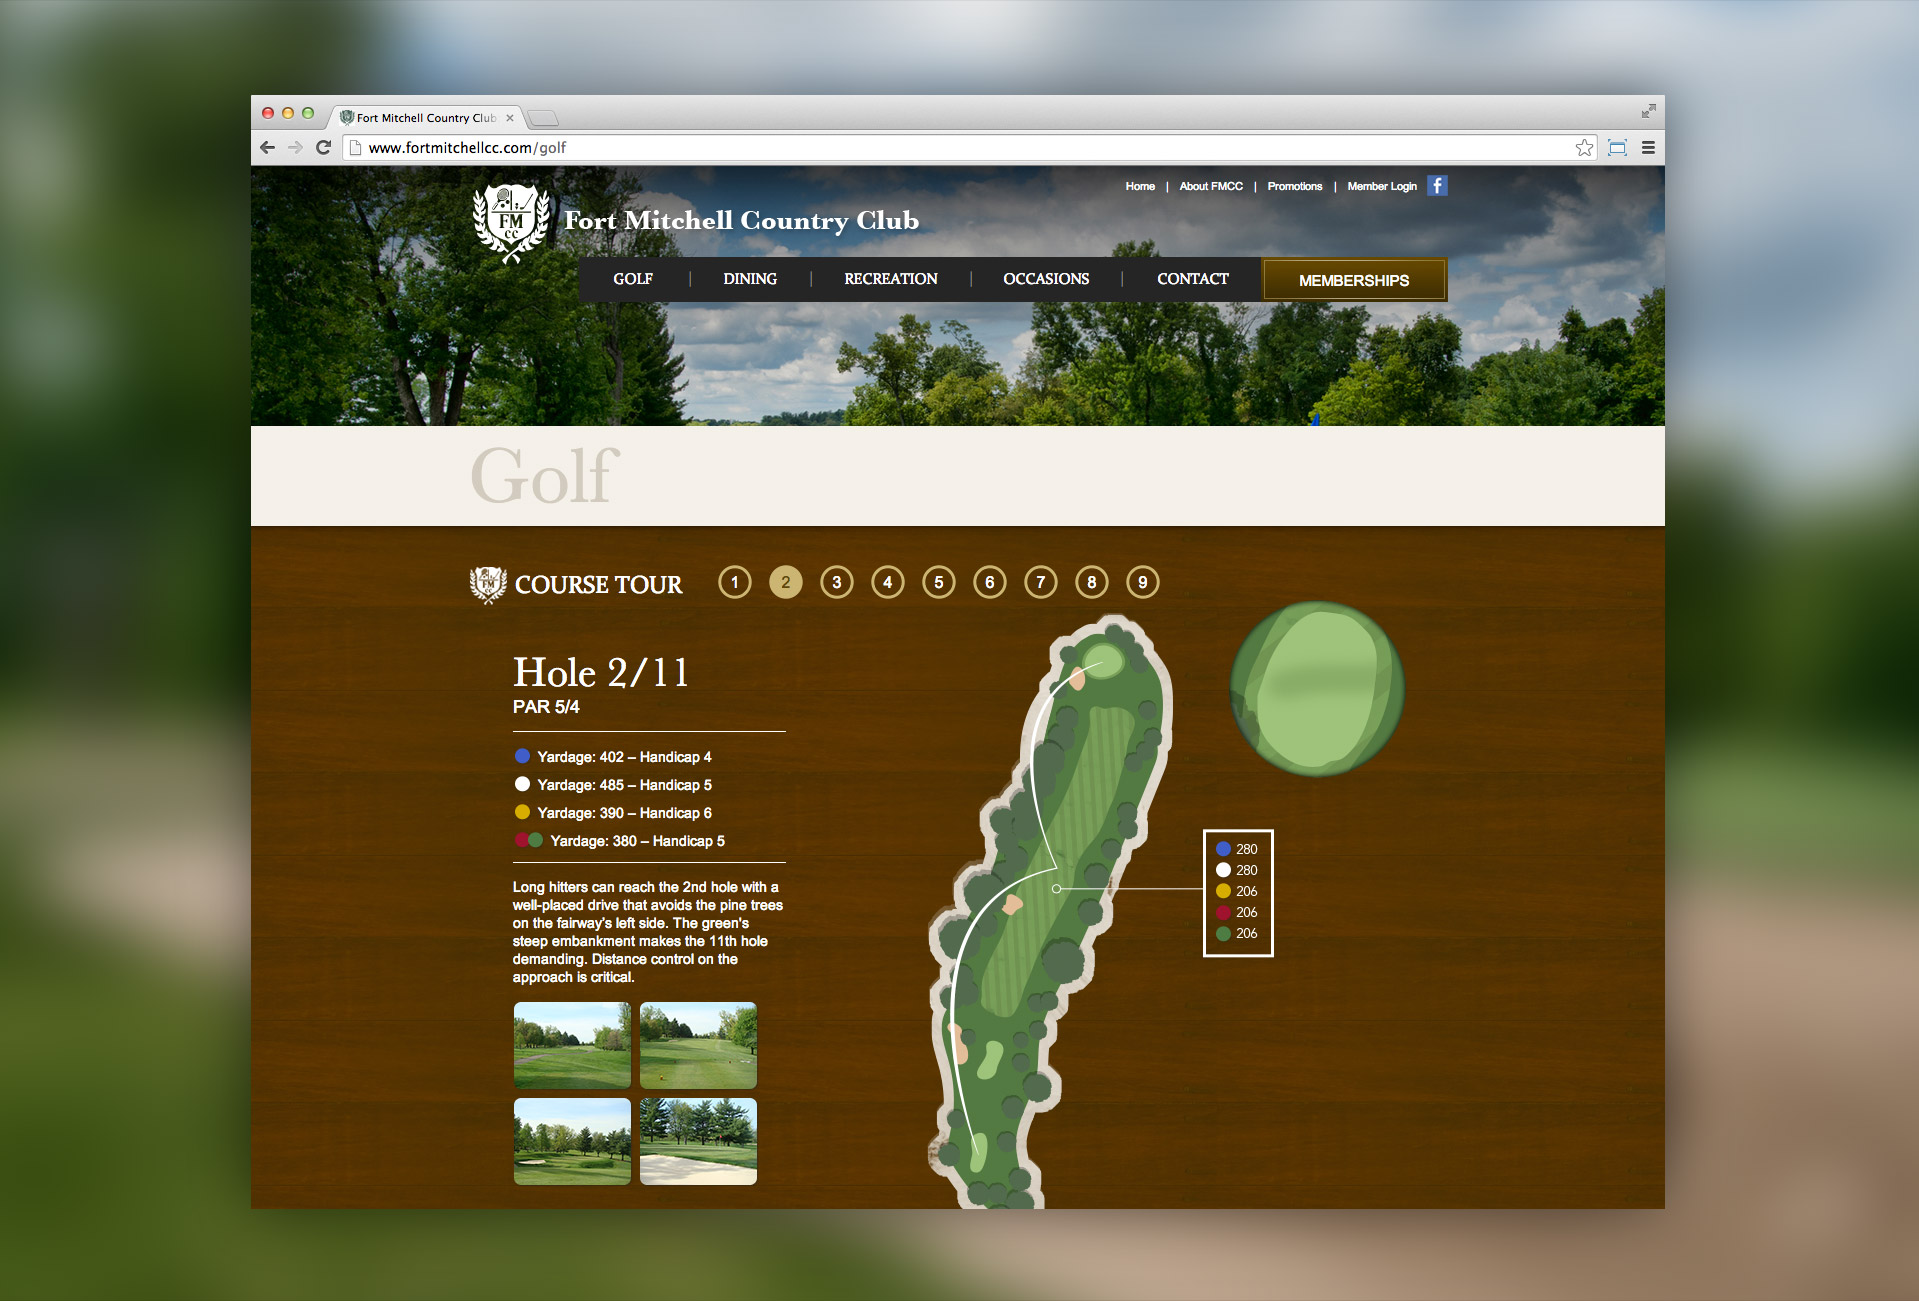 Fort Mitchell Country Club
www.fortmitchellcc.com/golf
Home | About FMCC | Promotions | Member Login f
FM
CC
Fort Mitchell Country Club
GOLF | DINING | RECREATION | OCCASIONS | CONTACT MEMBERSHIPS
Golf
FM
CC
COURSE TOUR 1 2 3 4 5 6 7 8 9
Hole 2/11
PAR 5/4
Yardage: 402 – Handicap 4
Yardage: 485 – Handicap 5
Yardage: 390 – Handicap 6
Yardage: 380 – Handicap 5
Long hitters can reach the 2nd hole with a
well-placed drive that avoids the pine trees
on the fairway's left side. The green's
steep embankment makes the 11th hole
demanding. Distance control on the
approach is critical.
280
280
206
206
206